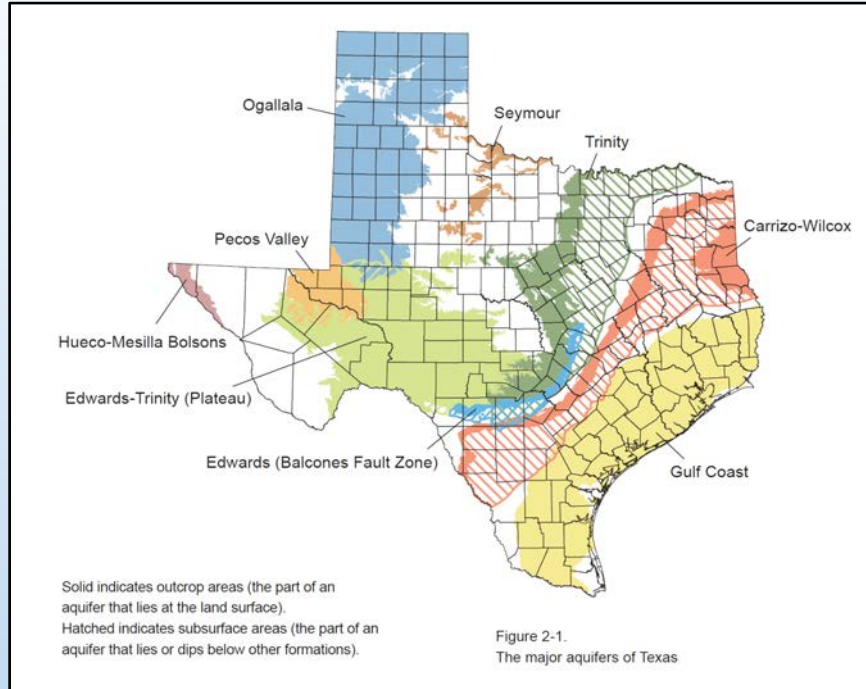 Ogallala
Seymour
Trinity
Pecos Valley
Carrizo-Wilcox
Hueco-Mesilla Bolsons
Edwards-Trinity (Plateau)
Edwards (Balcones Fault Zone)
Gulf Coast
Solid indicates outcrop areas (the part of an
aquifer that lies at the land surface).
Hatched indicates subsurface areas (the part of an
aquifer that lies or dips below other formations).
Figure 2-1.
The major aquifers of Texas